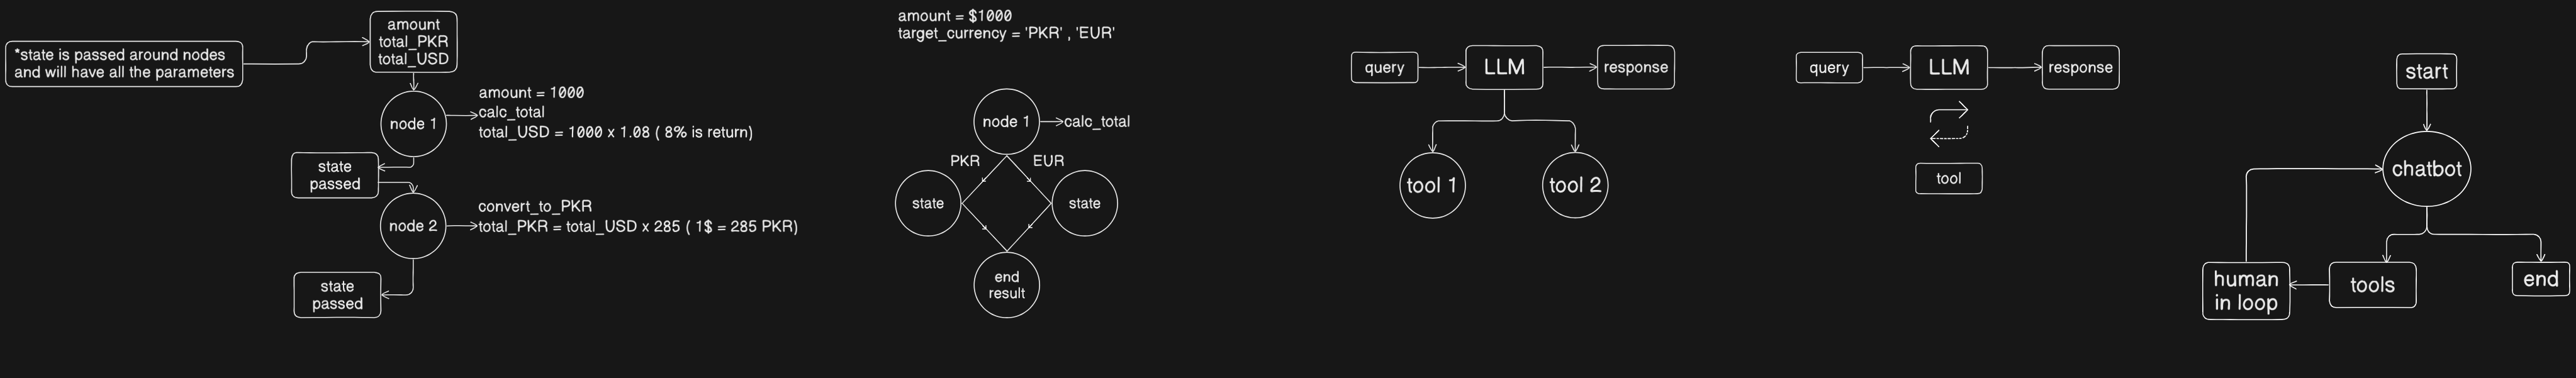 *state is passed around nodes
and will have all the parameters
amount
total_PKR
total_USD
node 1
amount = 1000
calc_total
total_USD = 1000 x 1.08 ( 8% is return)
state
passed
node 2
convert_to_PKR
total_PKR = total_USD x 285 ( 1$ = 285 PKR)
state
passed
amount = $1000
target_currency = 'PKR' , 'EUR'
node 1
calc_total
PKR
EUR
state
state
end
result
query
LLM
response
tool 1
tool 2
query
LLM
response
tool
start
chatbot
human
in loop
tools
end